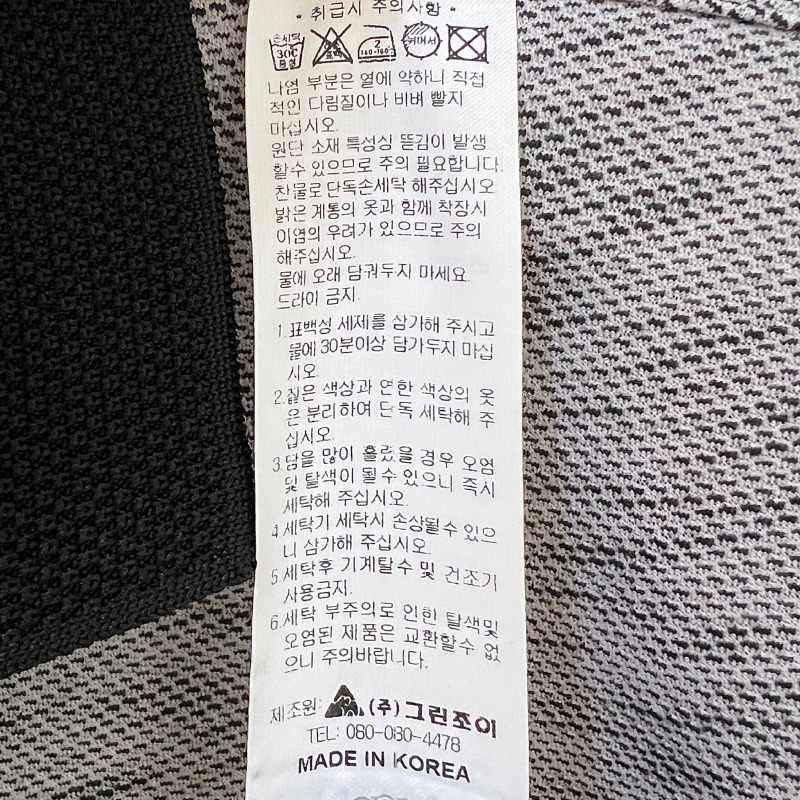 * 취급시 주의사항 *
손세탁
30℃
중성
표백
180-160℃
뉘어서
나염 부분은 열에 약하니 직접
적인 다림질이나 비벼 빨지
마십시오.
원단 소재 특성상 뜯김이 발생
할수 있으므로 주의 필요합니다.
찬물로 단독손세탁 해주십시오
밝은 계통의 옷과 함께 착장시
이염의 우려가 있으므로 주의
해주십시오.
물에 오래 담궈두지 마세요.
드라이 금지.
1.표백성 세제를 삼가해 주시고
물에 30분이상 담가두지 마십
시오.
2.짙은 색상과 연한 색상의 옷
은 분리하여 단독 세탁해 주
십시오.
3.땀을 많이 흘렸을 경우 오염
및 탈색이 될수 있으니 즉시
세탁해 주십시오.
4.세탁기 세탁시 손상될수 있으
니 삼가해 주십시오.
5.세탁후 기계탈수 및 건조기
사용금지.
6.세탁 부주의로 인한 탈색및
오염된 제품은 교환할수 없
으니 주의바랍니다.
제조원: (주)그린조이
TEL: 080-080-4478
MADE IN KOREA